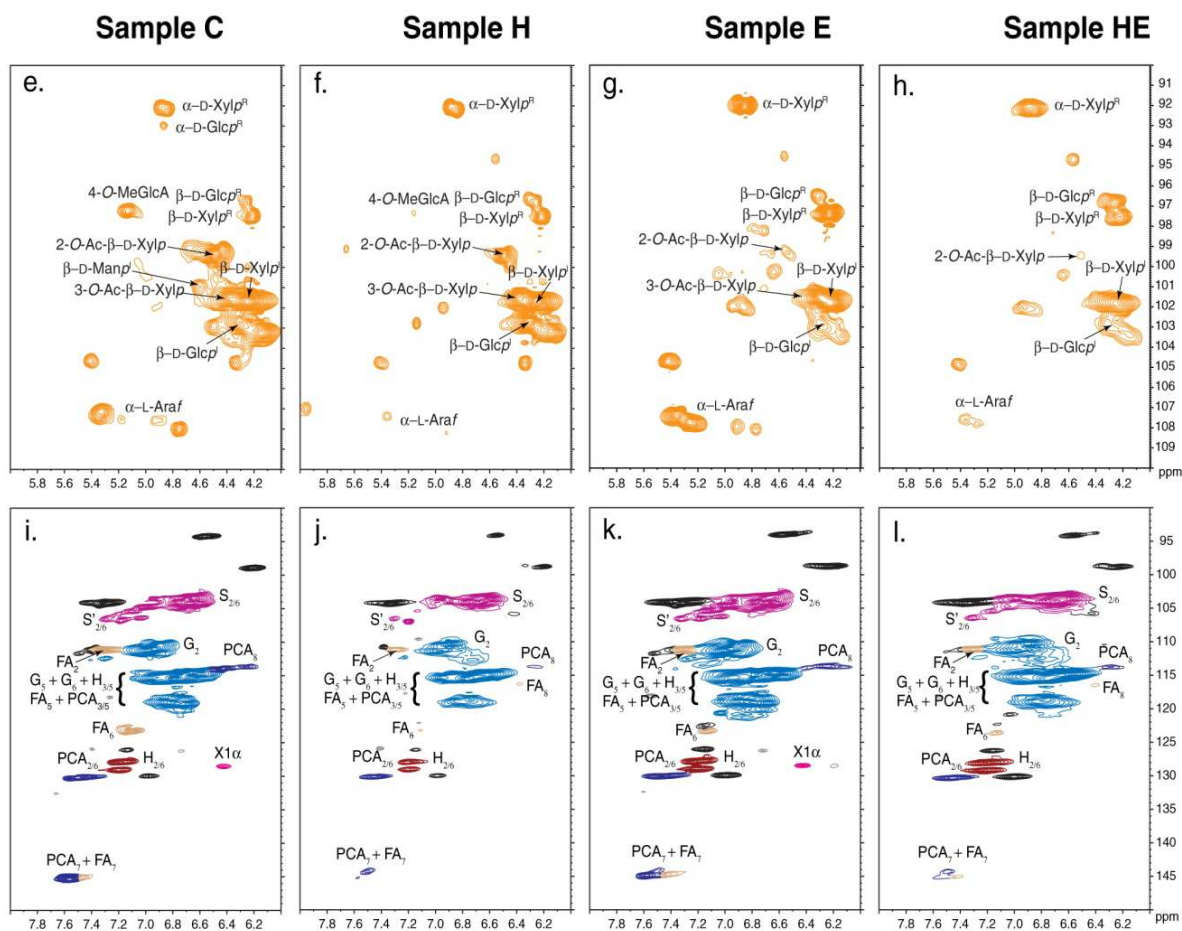 Sample C
Sample H
Sample E
Sample HE
e.
α–D-Xylpᴿ
α–D-Glcpᴿ
4-O-MeGlcA
β–D-Glcpᴿ
β–D-Xylpᴿ
2-O-Ac-β–D-Xylp
β–D-Manpᴵ
β–D-Xylpᴵ
3-O-Ac-β–D-Xylp
β–D-Glcpᴵ
5.8 5.6 5.4 5.2 5.0 4.8 4.6 4.4 4.2
f.
α–D-Xylpᴿ
4-O-MeGlcA
β–D-Glcpᴿ
β–D-Xylpᴿ
2-O-Ac-β–D-Xylp
β–D-Xylpᴵ
3-O-Ac-β–D-Xylp
β–D-Glcpᴵ
α–L-Araf
5.8 5.6 5.4 5.2 5.0 4.8 4.6 4.4 4.2
g.
α–D-Xylpᴿ
β–D-Glcpᴿ
β–D-Xylpᴿ
2-O-Ac-β–D-Xylp
β–D-Xylpᴵ
3-O-Ac-β–D-Xylp
β–D-Glcpᴵ
α–L-Araf
5.8 5.6 5.4 5.2 5.0 4.8 4.6 4.4 4.2
h.
α–D-Xylpᴿ
β–D-Glcpᴿ
β–D-Xylpᴿ
2-O-Ac-β–D-Xylp
β–D-Xylpᴵ
β–D-Glcpᴵ
α–L-Araf
5.8 5.6 5.4 5.2 5.0 4.8 4.6 4.4 4.2
91
92
93
94
95
96
97
98
99
100
101
102
103
104
105
106
107
108
109
ppm
i.
S₂/₆
S'₂/₆
G₂
FA₂
PCA₈
G₅ + G₆ + H₃/₅
FA₅ + PCA₃/₅
FA₆
PCA₂/₆
H₂/₆
X1α
PCA₇ + FA₇
7.8 7.6 7.4 7.2 7.0 6.8 6.6 6.4 6.2
j.
S₂/₆
S'₂/₆
G₂
FA₂
PCA₈
G₅ + G₆ + H₃/₅
FA₅ + PCA₃/₅
FA₈
FA₆
PCA₂/₆
H₂/₆
PCA₇ + FA₇
7.8 7.6 7.4 7.2 7.0 6.8 6.6 6.4 6.2
k.
S₂/₆
S'₂/₆
G₂
FA₂
PCA₈
G₅ + G₆ + H₃/₅
FA₅ + PCA₃/₅
FA₆
PCA₂/₆
H₂/₆
X1α
PCA₇ + FA₇
7.8 7.6 7.4 7.2 7.0 6.8 6.6 6.4 6.2
l.
S₂/₆
S'₂/₆
G₂
FA₂
PCA₈
G₅ + G₆ + H₃/₅
FA₅ + PCA₃/₅
FA₈
FA₆
PCA₂/₆
H₂/₆
PCA₇ + FA₇
7.8 7.6 7.4 7.2 7.0 6.8 6.6 6.4 6.2
95
100
105
110
115
120
125
130
135
140
145
ppm